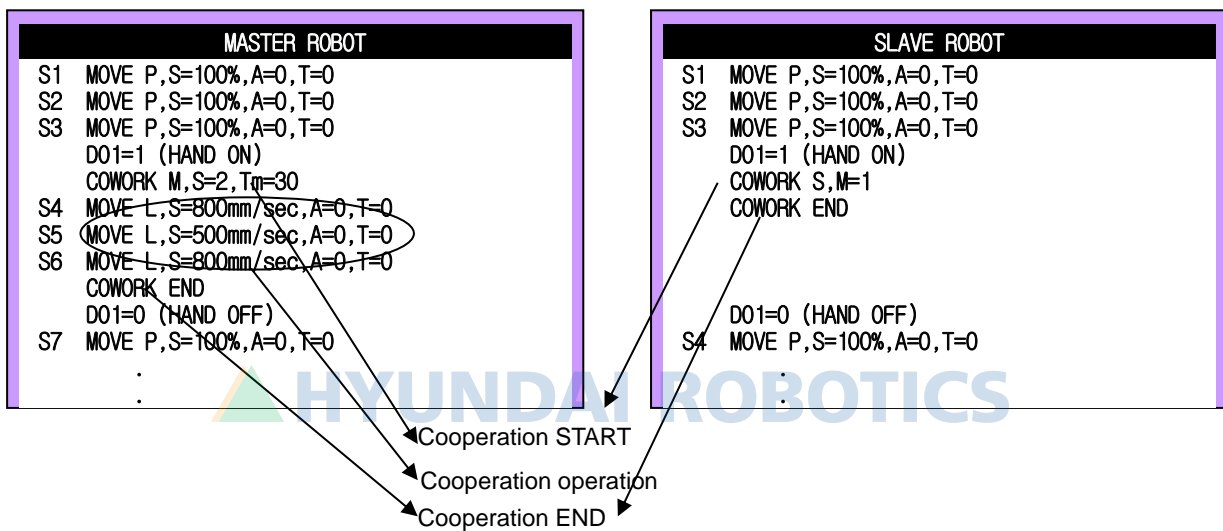 MASTER ROBOT
S1 MOVE P,S=100%,A=0,T=0
S2 MOVE P,S=100%,A=0,T=0
S3 MOVE P,S=100%,A=0,T=0
DO1=1 (HAND ON)
COWORK M,S=2,Tm=30
S4 MOVE L,S=800mm/sec,A=0,T=0
S5 MOVE L,S=500mm/sec,A=0,T=0
S6 MOVE L,S=800mm/sec,A=0,T=0
COWORK END
DO1=0 (HAND OFF)
S7 MOVE P,S=100%,A=0,T=0
.
.
SLAVE ROBOT
S1 MOVE P,S=100%,A=0,T=0
S2 MOVE P,S=100%,A=0,T=0
S3 MOVE P,S=100%,A=0,T=0
DO1=1 (HAND ON)
COWORK S,M=1
COWORK END
DO1=0 (HAND OFF)
S4 MOVE P,S=100%,A=0,T=0
.
.
HYUNDAI ROBOTICS
Cooperation START
Cooperation operation
Cooperation END